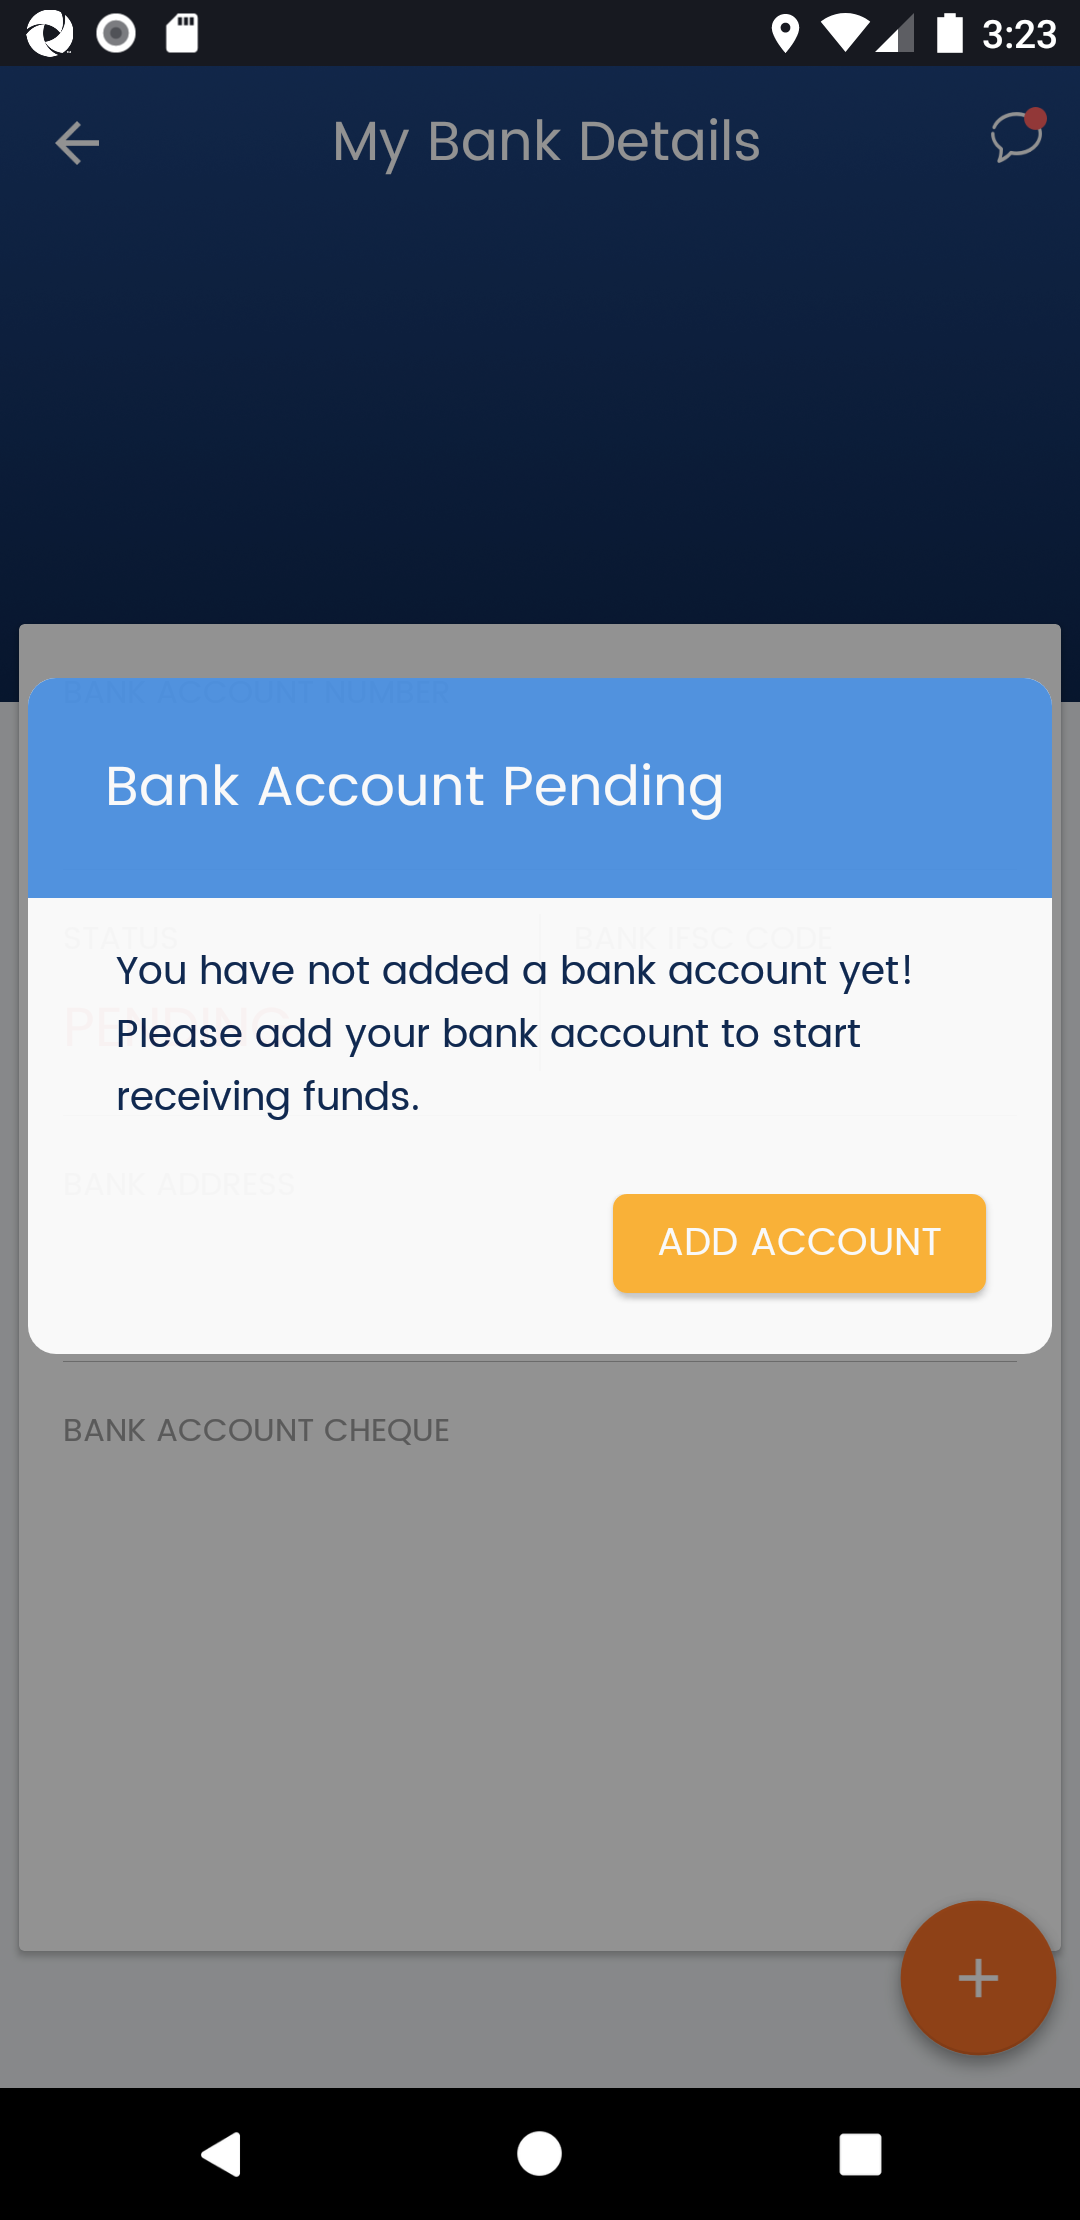 3:23
My Bank Details
BANK ACCOUNT NUMBER
Bank Account Pending
STATUS
BANK IFSC CODE
PENDING
You have not added a bank account yet!
Please add your bank account to start
receiving funds.
BANK ADDRESS
ADD ACCOUNT
BANK ACCOUNT CHEQUE